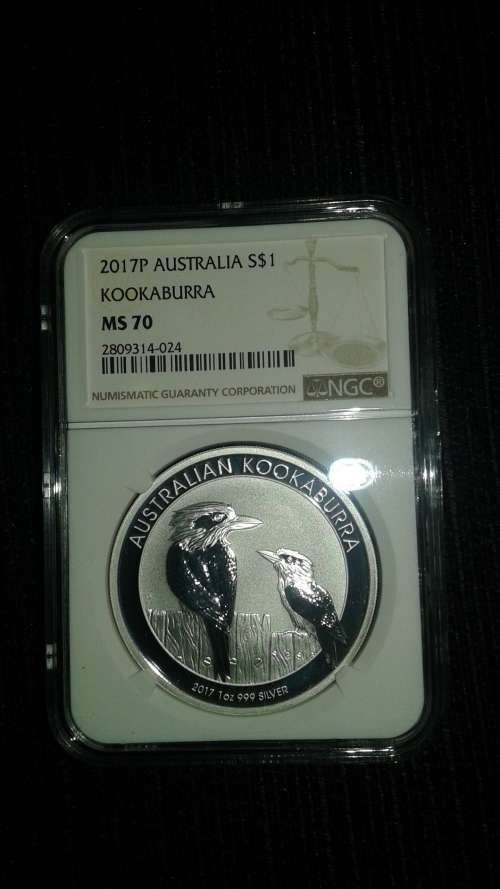 2017P AUSTRALIA S$1
KOOKABURRA
MS 70
2809314-024
NUMISMATIC GUARANTY CORPORATION
NGC®
AUSTRALIAN KOOKABURRA
2017 1oz 999 SILVER